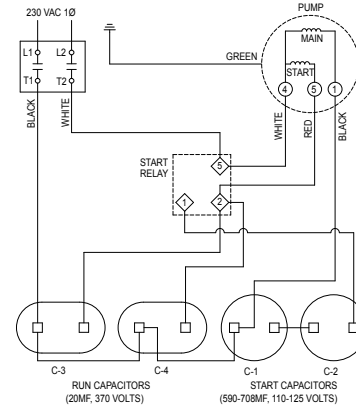 230 VAC 1Ø
PUMP
L1
L2
MAIN
GREEN
START
T1
T2
4
5
1
BLACK
WHITE
WHITE
RED
BLACK
START
RELAY
5
1
2
C-3
C-4
C-1
C-2
RUN CAPACITORS
(20MF, 370 VOLTS)
START CAPACITORS
(590-708MF, 110-125 VOLTS)